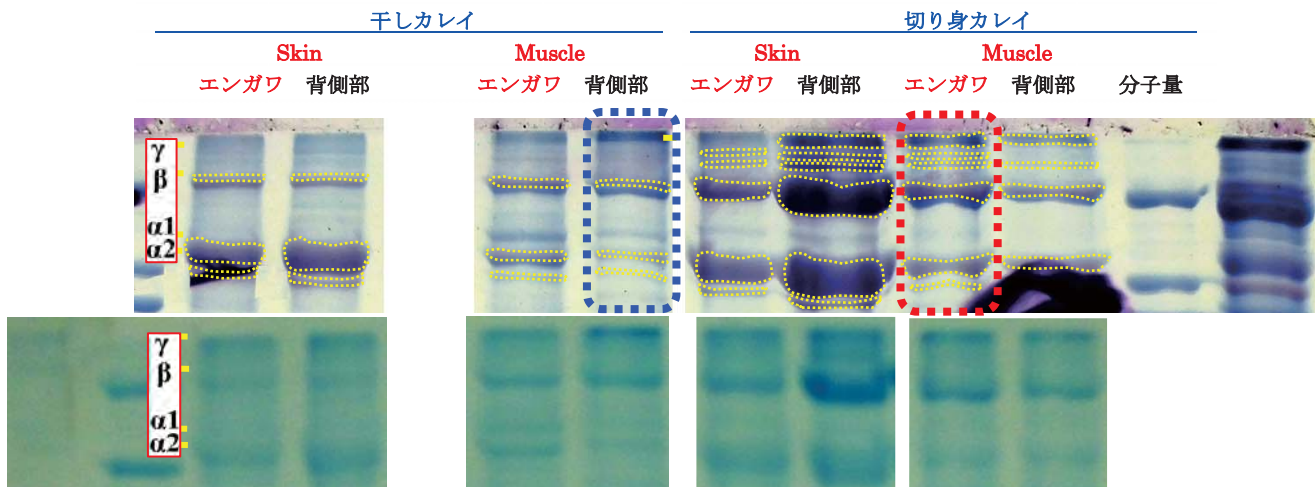 干しカレイ 切り身カレイ
Skin Muscle Skin Muscle
エンガワ 背側部 エンガワ 背側部 エンガワ 背側部 エンガワ 背側部 分子量
γ
β
α1
α2
γ
β
α1
α2